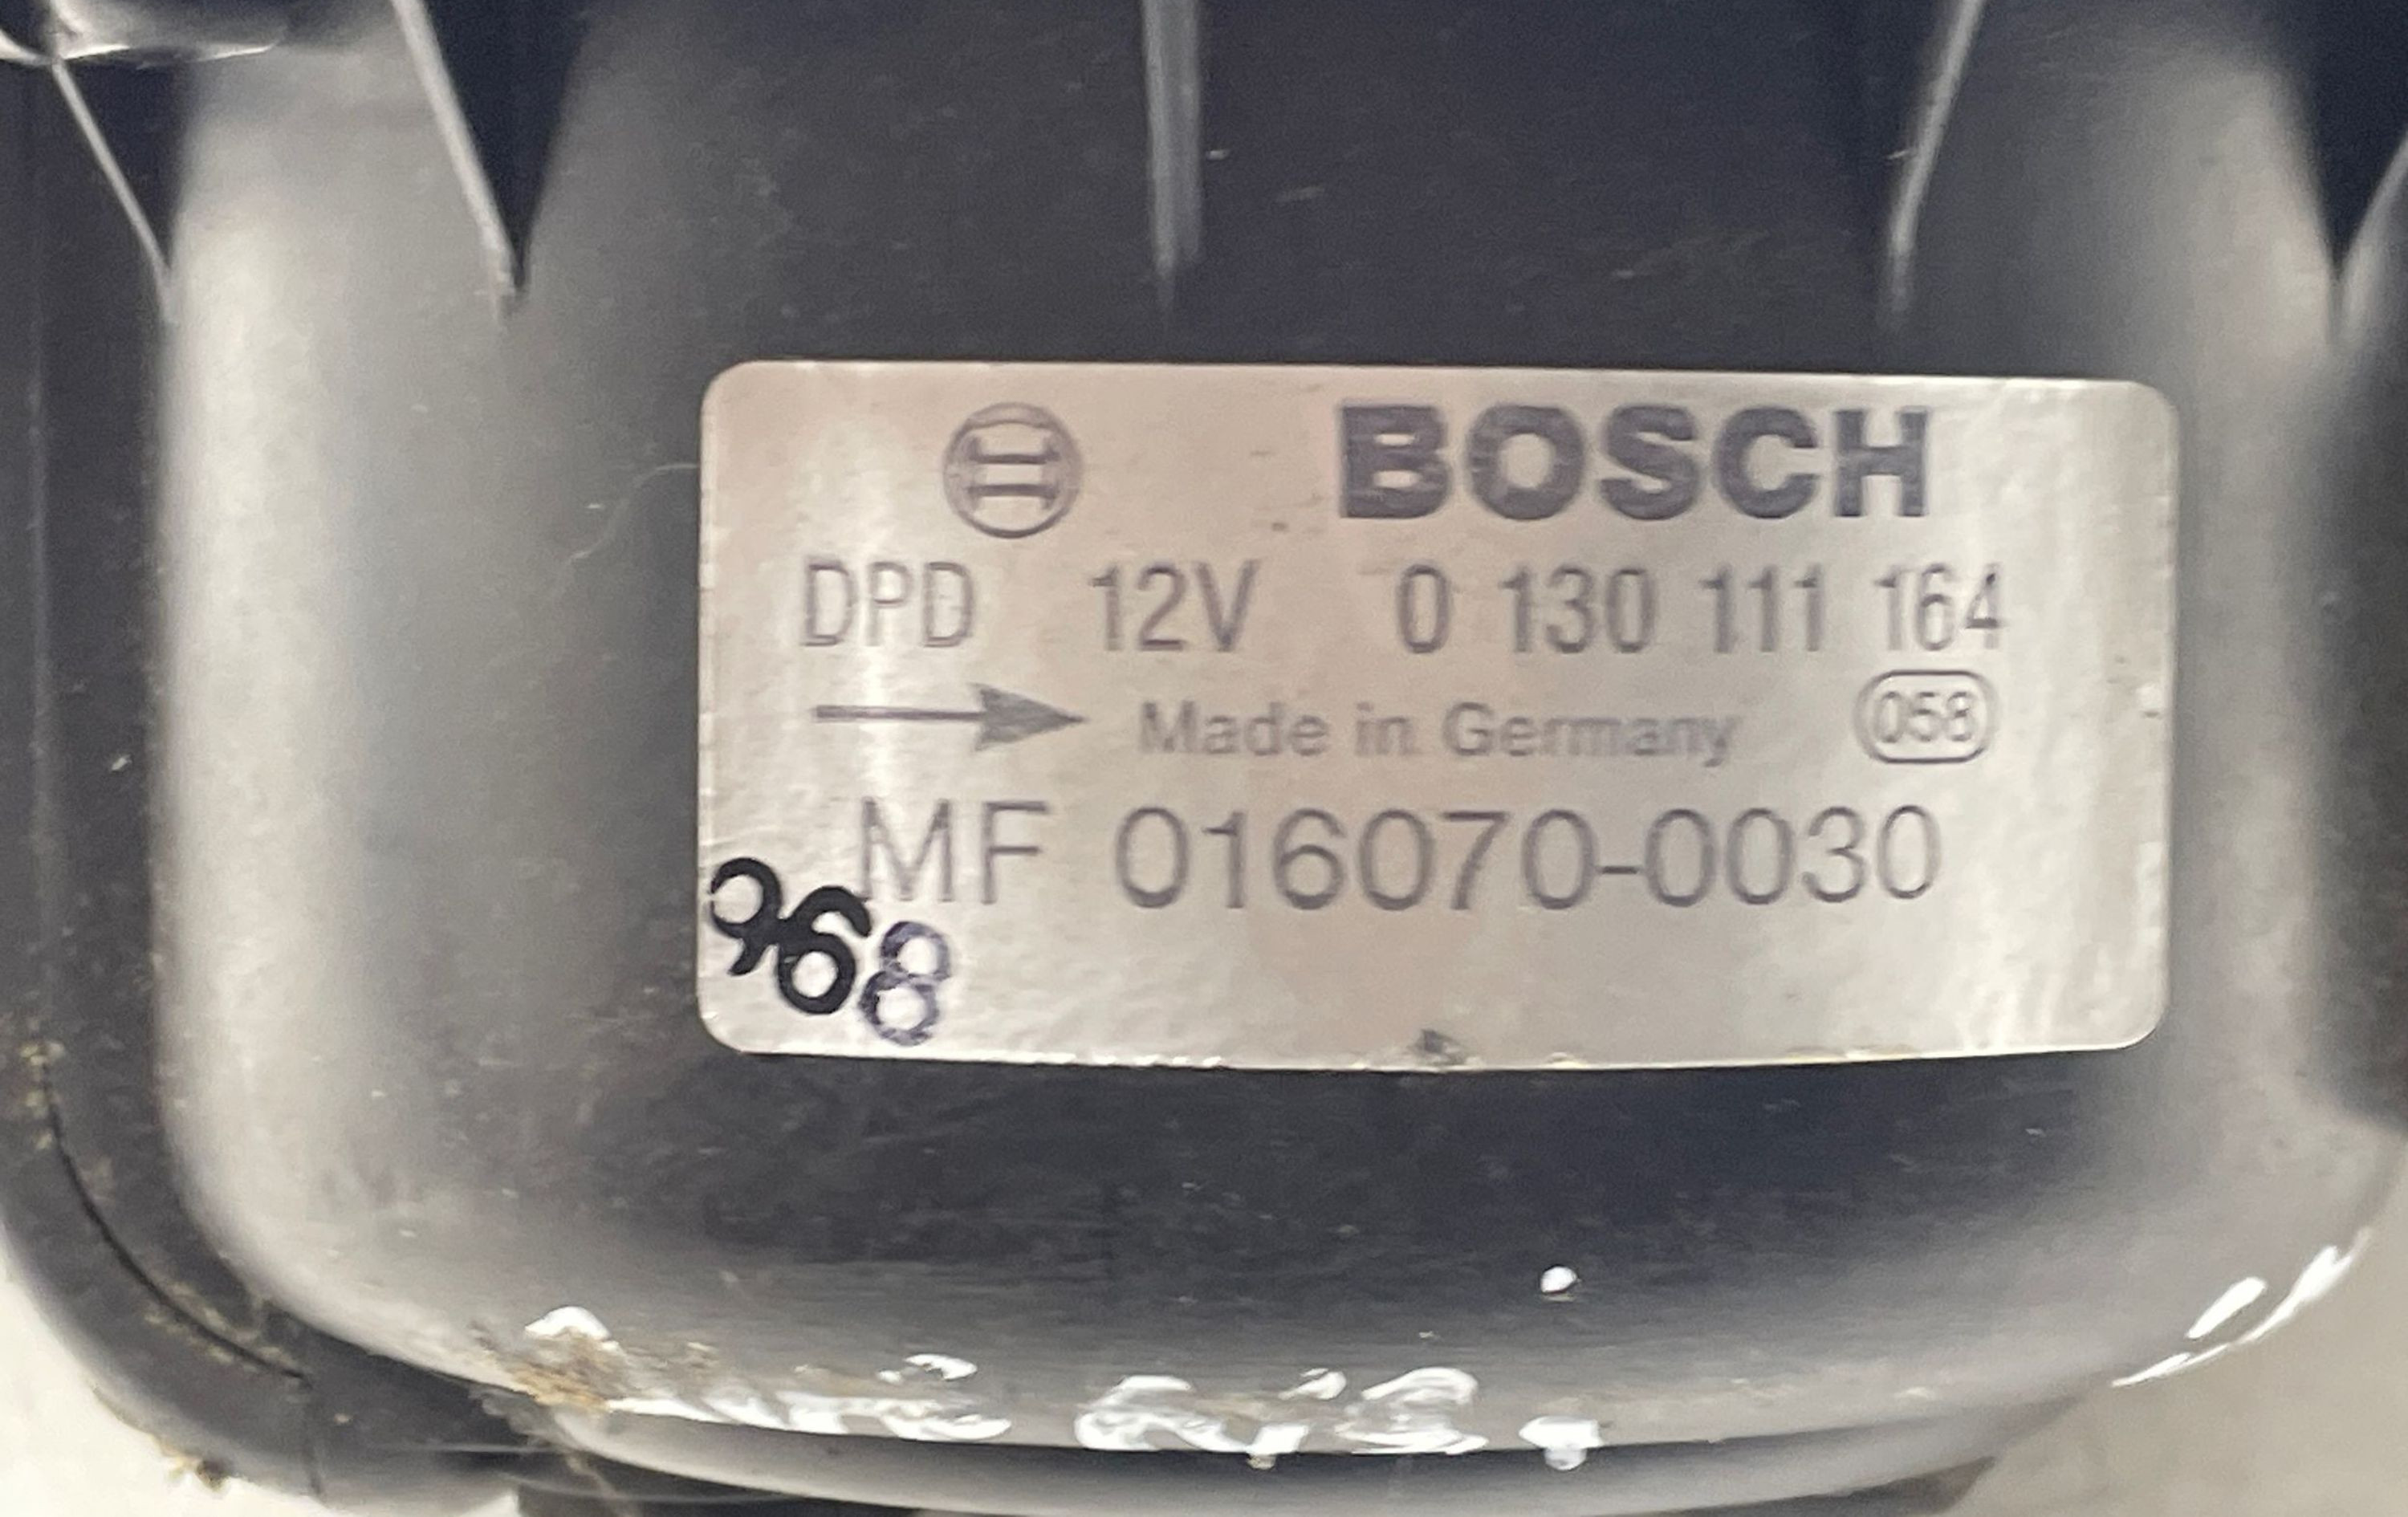 BOSCH
DPD 12V 0 130 111 164
Made in Germany 058
MF 016070-0030
968